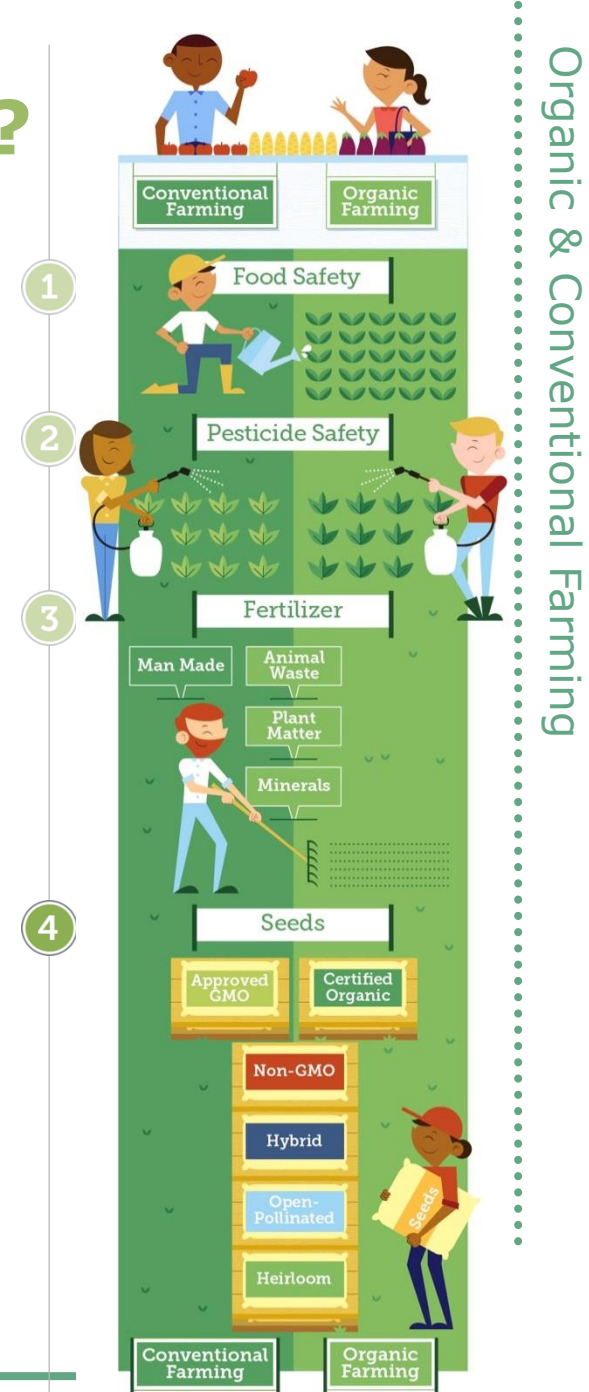 ?
Conventional
Farming
Organic
Farming
1
Food Safety
2
Pesticide Safety
3
Fertilizer
Man Made
Animal
Waste
Plant
Matter
Minerals
4
Seeds
Approved
GMO
Certified
Organic
Non-GMO
Hybrid
Open-
Pollinated
Heirloom
Seeds
Conventional
Farming
Organic
Farming
Organic & Conventional Farming